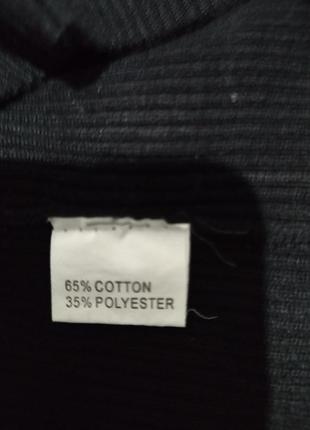 65% COTTON
35% POLYESTER